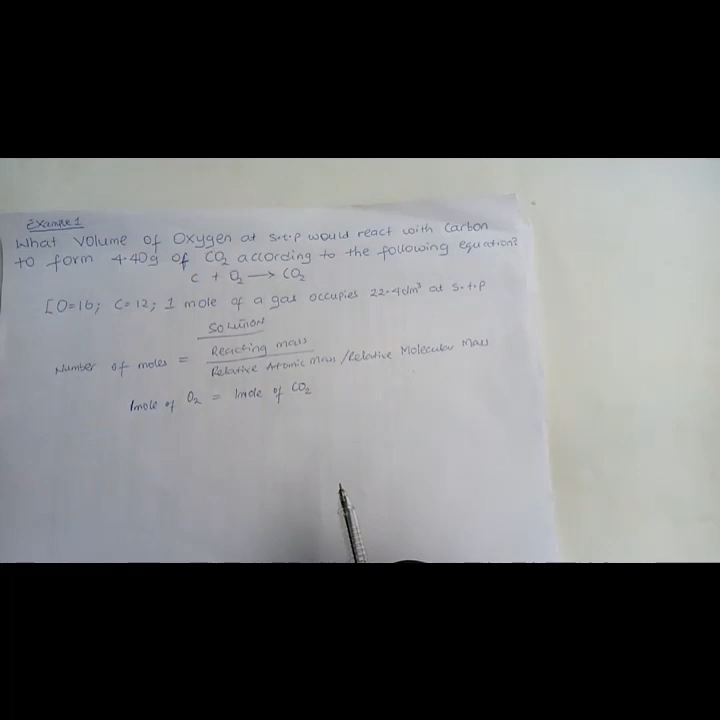 Example 1
What Volume of Oxygen at s.t.p would react with Carbon
to form 4.40g of CO₂ according to the following equation?
C + O₂ → CO₂
[O=16; C=12; 1 mole of a gas occupies 22.4dm³ at s.t.p
Solution
Number of moles = Reacting mass
Relative Atomic Mass/Relative Molecular Mass
1mole of O₂ = 1mole of CO₂